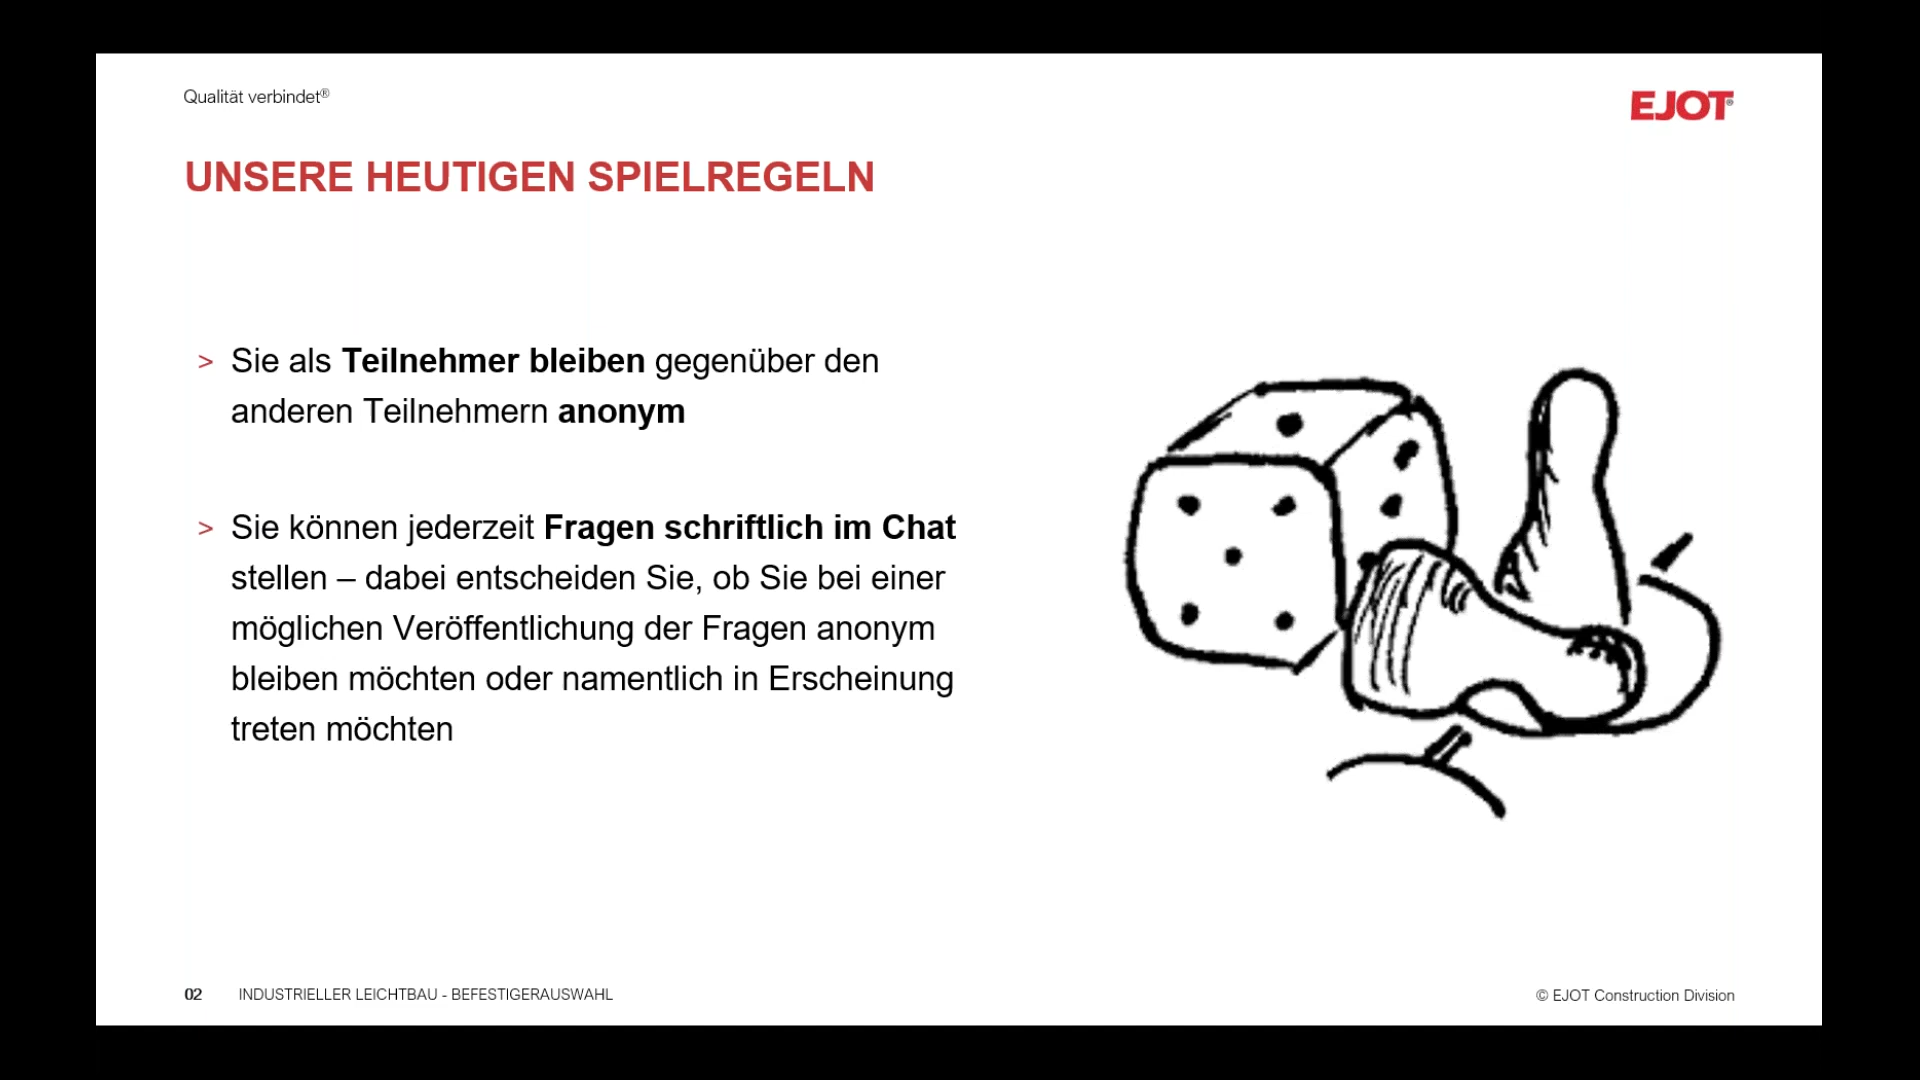 Qualität verbindet®
EJOT®
UNSERE HEUTIGEN SPIELREGELN
> Sie als Teilnehmer bleiben gegenüber den
anderen Teilnehmern anonym
> Sie können jederzeit Fragen schriftlich im Chat
stellen – dabei entscheiden Sie, ob Sie bei einer
möglichen Veröffentlichung der Fragen anonym
bleiben möchten oder namentlich in Erscheinung
treten möchten
02 INDUSTRIELLER LEICHTBAU - BEFESTIGERAUSWAHL
© EJOT Construction Division